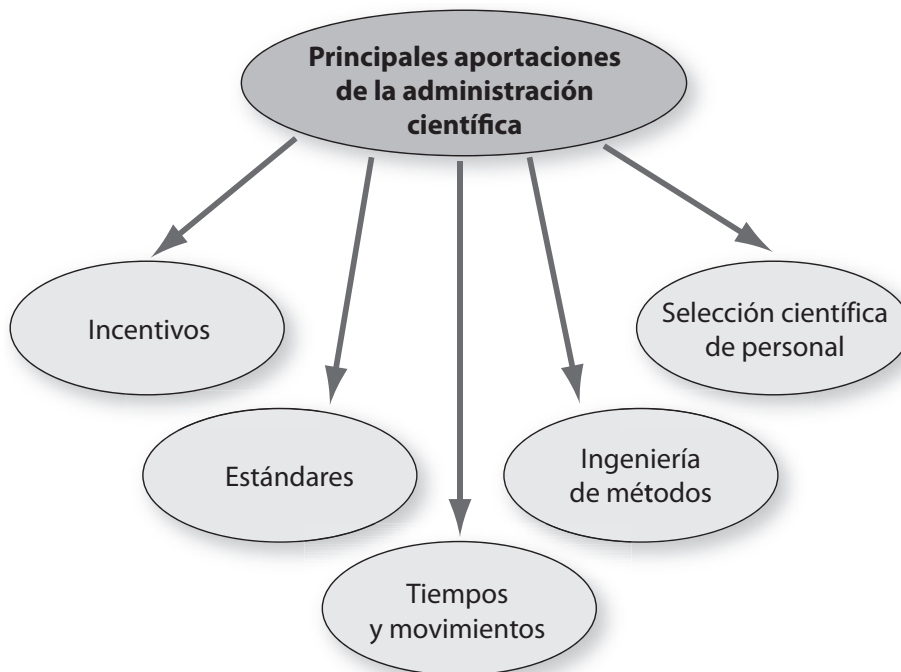 Principales aportaciones
de la administración
científica
Incentivos
Estándares
Tiempos
y movimientos
Ingeniería
de métodos
Selección científica
de personal